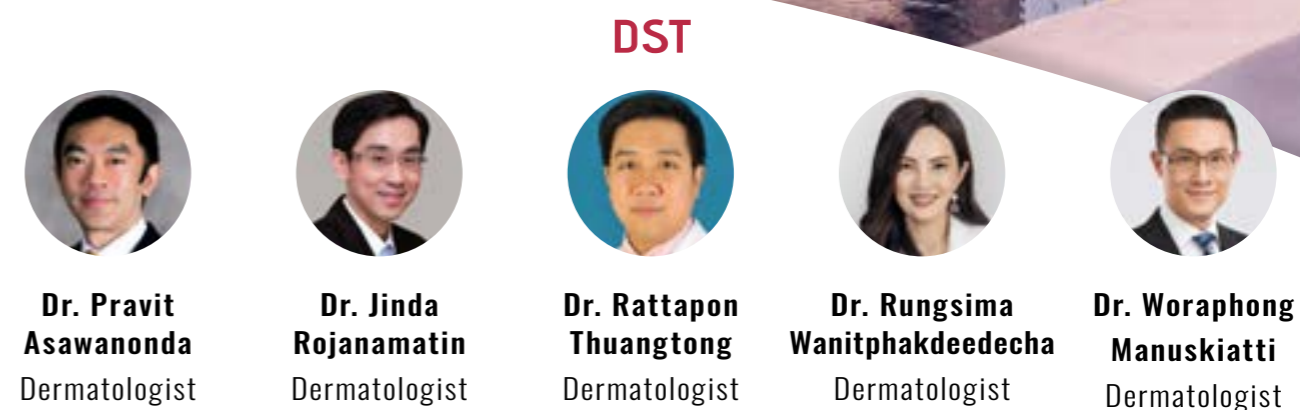 DST
Dr. Pravit
Asawanonda
Dermatologist
Dr. Jinda
Rojanamatin
Dermatologist
Dr. Rattapon
Thuangtong
Dermatologist
Dr. Rungsima
Wanitphakdeedecha
Dermatologist
Dr. Woraphong
Manuskiatti
Dermatologist